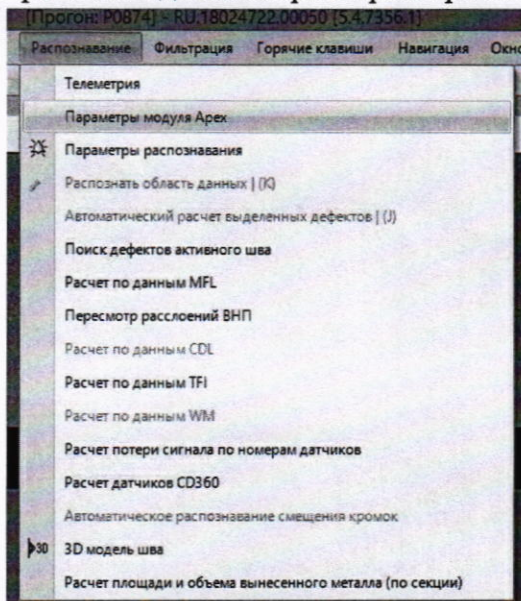 [Прогон: P0874] - RU.18024722.00050 (5.4.7356.1)
Распознавание Фильтрация Горячие клавиши Навигация
Телеметрия
Параметры модуля Apex
Параметры распознавания
Распознать область данных | (K)
Автоматический расчет выделенных дефектов | (J)
Поиск дефектов активного шва
Расчет по данным MFL
Пересмотр расслоений ВНП
Расчет по данным CDL
Расчет по данным TFI
Расчет по данным WM
Расчет потери сигнала по номерам датчиков
Расчет датчиков CD360
Автоматическое распознавание смещения кромок
3D 3D модель шва
Расчет площади и объема вынесенного металла (по секции)